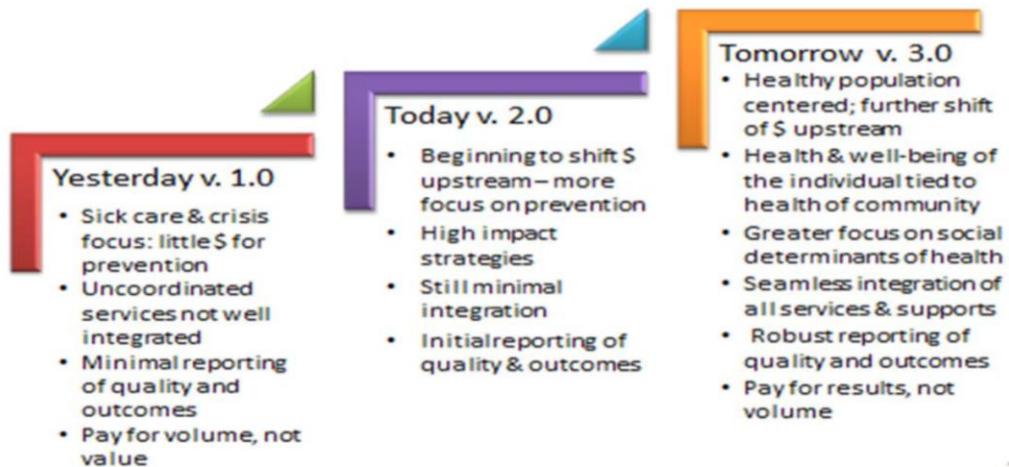 Yesterday v. 1.0
• Sick care & crisis
focus: little $ for
prevention
• Uncoordinated
services not well
integrated
• Minimal reporting
of quality and
outcomes
• Pay for volume, not
value
Today v. 2.0
• Beginning to shift $
upstream – more
focus on prevention
• High impact
strategies
• Still minimal
integration
• Initial reporting of
quality & outcomes
Tomorrow v. 3.0
• Healthy population
centered; further shift
of $ upstream
• Health & well-being of
the individual tied to
health of community
• Greater focus on social
determinants of health
• Seamless integration of
all services & supports
• Robust reporting of
quality and outcomes
• Pay for results, not
volume